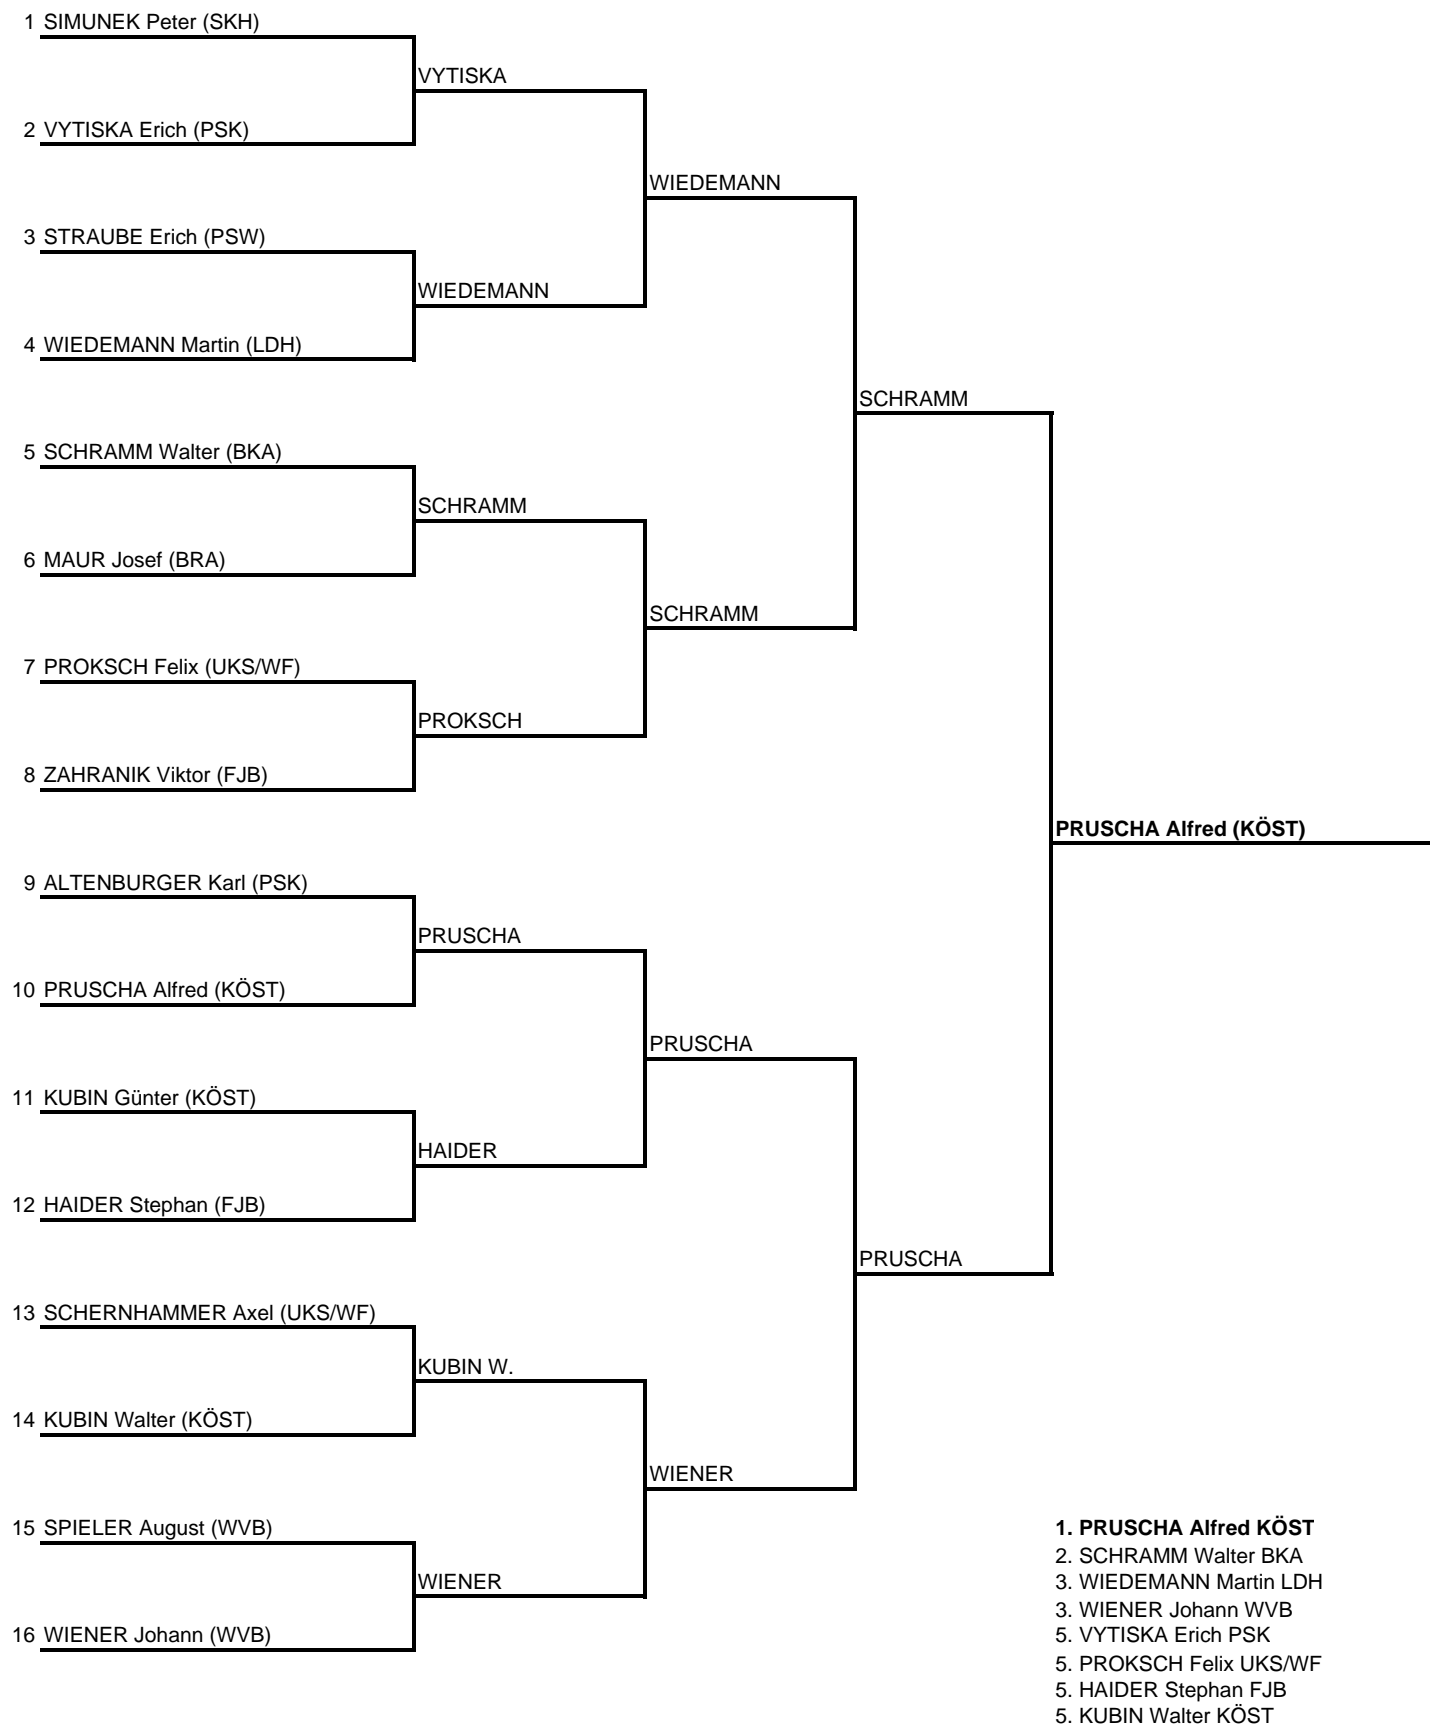 1 SIMUNEK Peter (SKH)
VYTISKA
2 VYTISKA Erich (PSK)
WIEDEMANN
3 STRAUBE Erich (PSW)
WIEDEMANN
4 WIEDEMANN Martin (LDH)
SCHRAMM
5 SCHRAMM Walter (BKA)
SCHRAMM
6 MAUR Josef (BRA)
SCHRAMM
7 PROKSCH Felix (UKS/WF)
PROKSCH
8 ZAHRANIK Viktor (FJB)
PRUSCHA Alfred (KÖST)
9 ALTENBURGER Karl (PSK)
PRUSCHA
10 PRUSCHA Alfred (KÖST)
PRUSCHA
11 KUBIN Günter (KÖST)
HAIDER
12 HAIDER Stephan (FJB)
PRUSCHA
13 SCHERNHAMMER Axel (UKS/WF)
KUBIN W.
14 KUBIN Walter (KÖST)
WIENER
15 SPIELER August (WVB)
WIENER
16 WIENER Johann (WVB)
1. PRUSCHA Alfred KÖST
2. SCHRAMM Walter BKA
3. WIEDEMANN Martin LDH
3. WIENER Johann WVB
5. VYTISKA Erich PSK
5. PROKSCH Felix UKS/WF
5. HAIDER Stephan FJB
5. KUBIN Walter KÖST